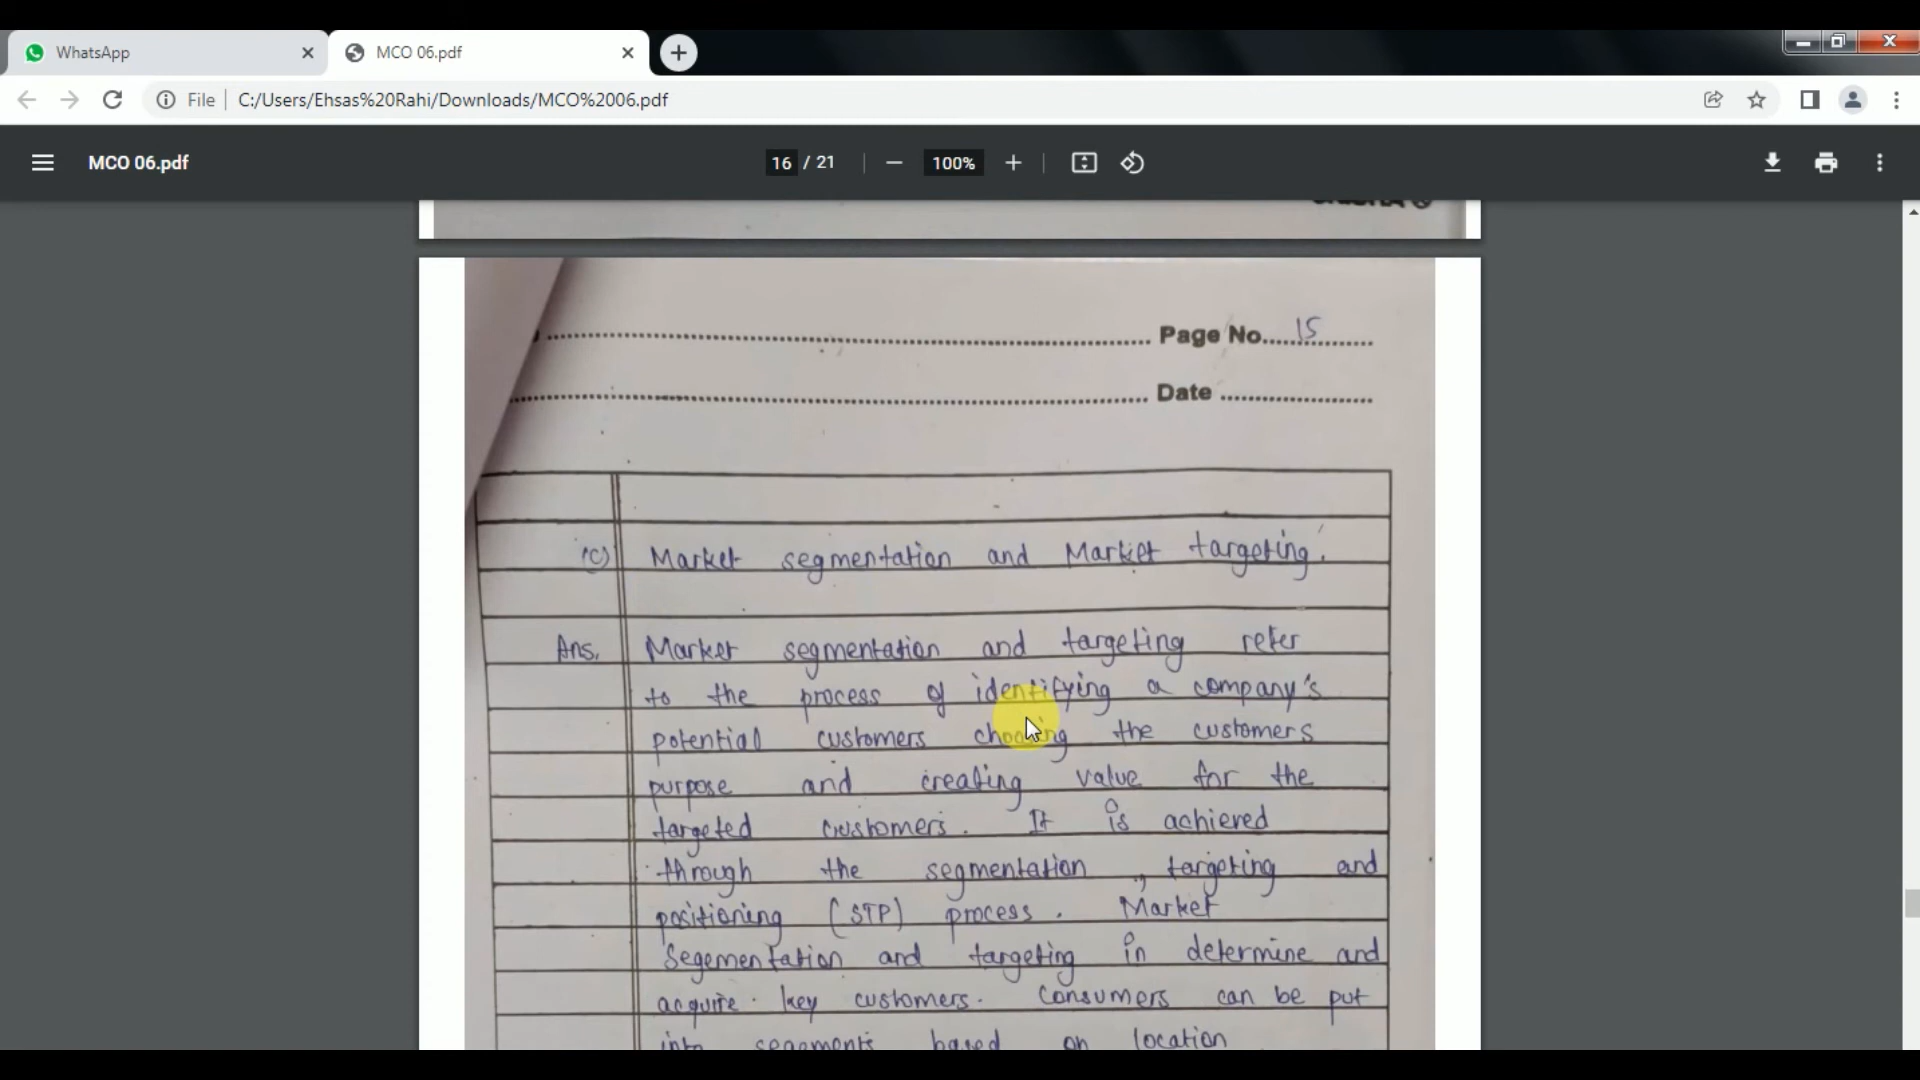 WhatsApp
MCO 06.pdf
File
C:/Users/Ehsas%20Rahi/Downloads/MCO%2006.pdf
MCO 06.pdf
16 / 21
100%
Page No. 15
Date
(C) Market segmentation and Market targeting.
Ans. Market segmentation and targeting refer
to the process of identifying a company's
potential customers choosing the customers
purpose and creating value for the
targeted customers. It is achieved
through the segmentation, targeting and
positioning (STP) process. Market
Segementation and targeting in determine and
acquire key customers. Consumers can be put
into segments based on location